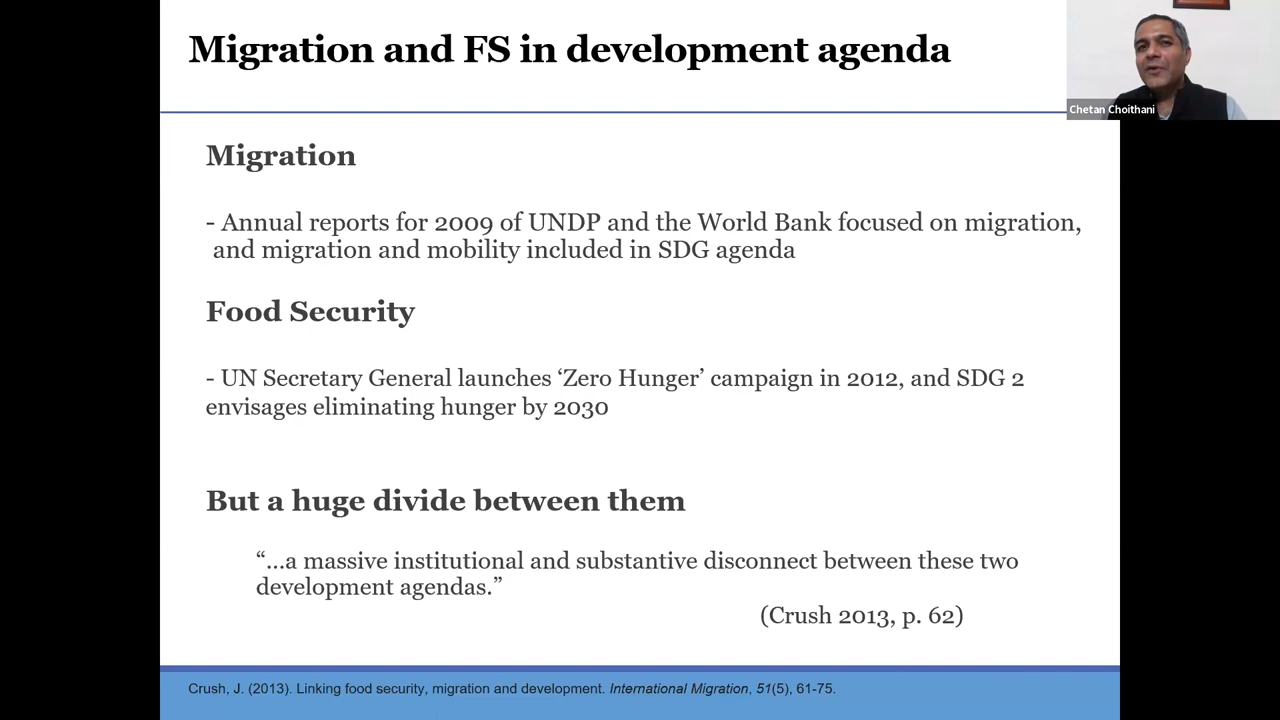 Migration and FS in development agenda
Chetan Choithani
Migration
- Annual reports for 2009 of UNDP and the World Bank focused on migration,
and migration and mobility included in SDG agenda
Food Security
- UN Secretary General launches ‘Zero Hunger’ campaign in 2012, and SDG 2
envisages eliminating hunger by 2030
But a huge divide between them
“...a massive institutional and substantive disconnect between these two
development agendas.”
(Crush 2013, p. 62)
Crush, J. (2013). Linking food security, migration and development. International Migration, 51(5), 61-75.